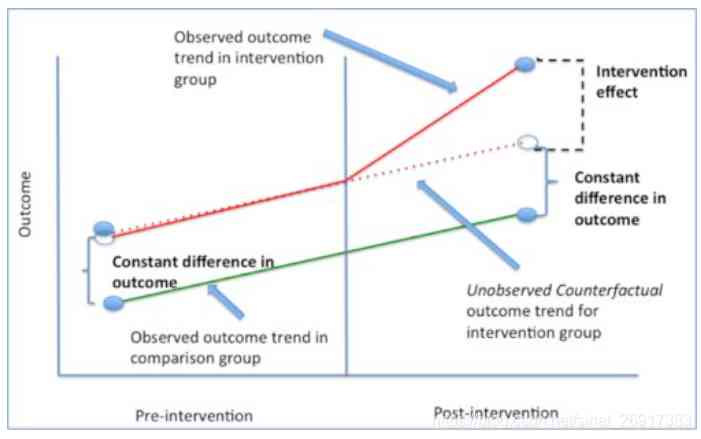 Observed outcome
trend in intervention
group
Intervention
effect
Constant
difference in
outcome
Outcome
Constant difference in
outcome
Unobserved Counterfactual
outcome trend for
intervention group
Observed outcome trend in
comparison group
Pre-intervention
Post-intervention